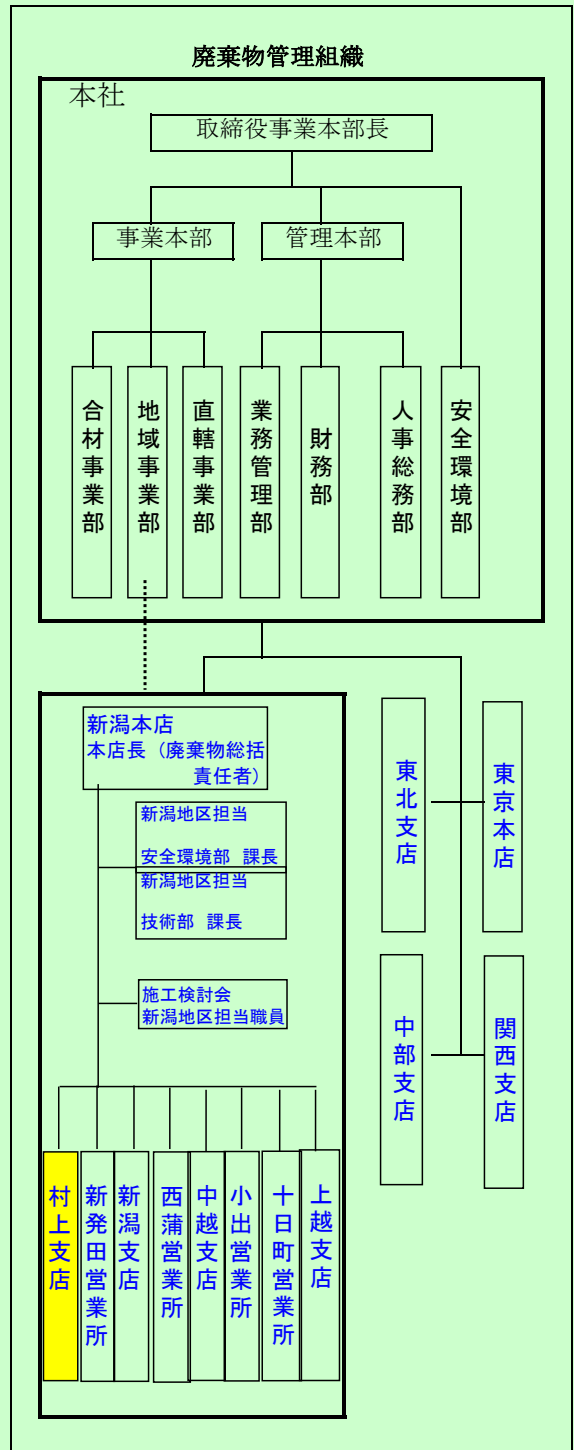 廃棄物管理組織
本社
取締役事業本部長
事業本部
管理本部
合材事業部
地域事業部
直轄事業部
業務管理部
財務部
人事総務部
安全環境部
新潟本店
本店長（廃棄物総括
責任者）
新潟地区担当
安全環境部 課長
新潟地区担当
技術部 課長
施工検討会
新潟地区担当職員
東北支店
東京本店
中部支店
関西支店
村上支店
新発田営業所
新潟支店
西蒲営業所
中越支店
小出営業所
十日町営業所
上越支店